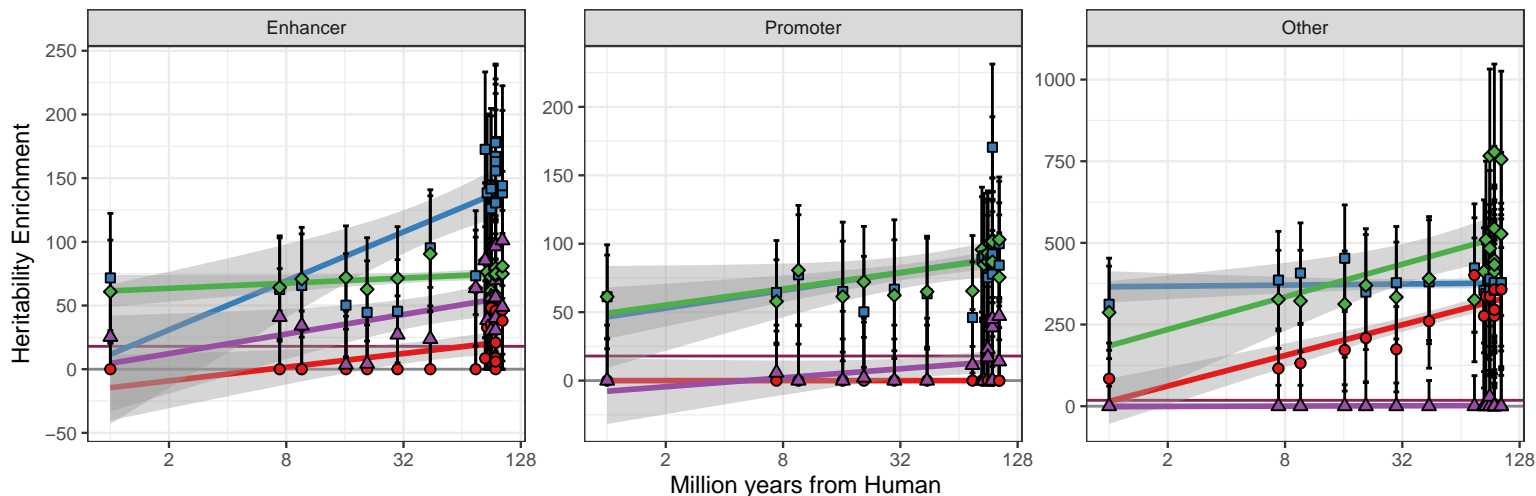 Enhancer
Promoter
Other
Heritability Enrichment
250
200
150
100
50
0
−50
200
150
100
50
0
1000
750
500
250
0
2 8 32 128
2 8 32 128
2 8 32 128
Million years from Human